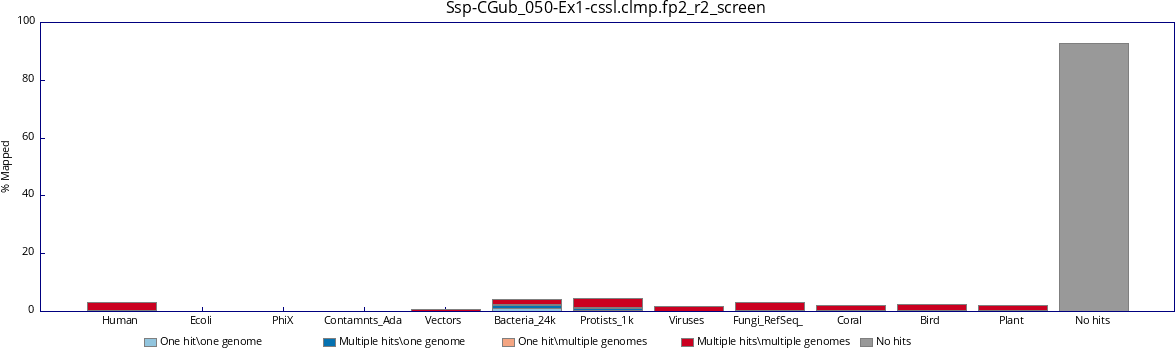 Ssp-CGub_050-Ex1-cssl.clmp.fp2_r2_screen
100
80
60
40
20
0
% Mapped
Human Ecoli PhiX Contamnts_Ada Vectors Bacteria_24k Protists_1k Viruses Fungi_RefSeq_ Coral Bird Plant No hits
One hit\one genome Multiple hits\one genome One hit\multiple genomes Multiple hits\multiple genomes No hits